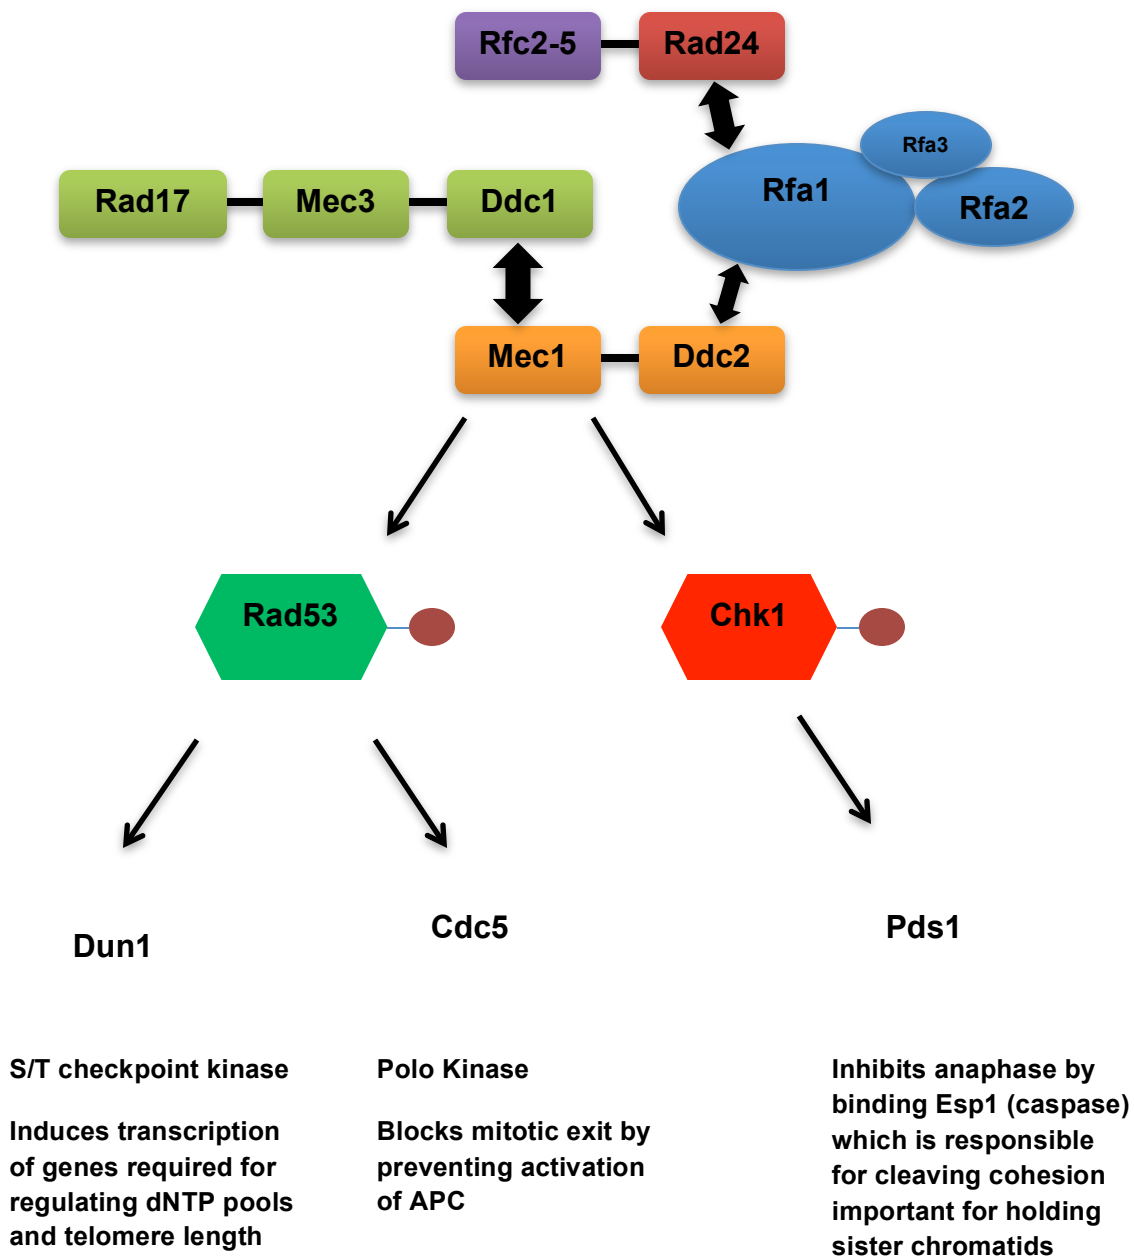 Rfc2-5
Rad24
Rfa3
Rfa1
Rfa2
Rad17
Mec3
Ddc1
Mec1
Ddc2
Rad53
Chk1
Dun1
Cdc5
Pds1
S/T checkpoint kinase
Induces transcription
of genes required for
regulating dNTP pools
and telomere length
Polo Kinase
Blocks mitotic exit by
preventing activation
of APC
Inhibits anaphase by
binding Esp1 (caspase)
which is responsible
for cleaving cohesion
important for holding
sister chromatids